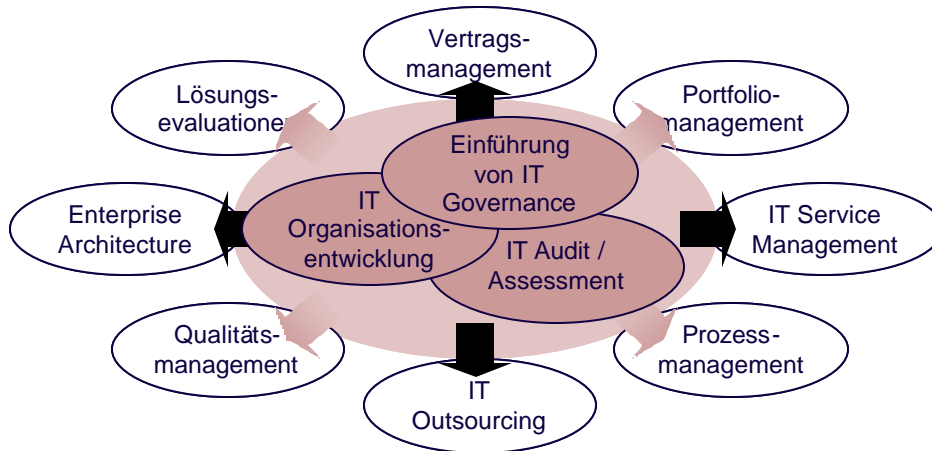 Vertrags-
management
Lösungs-
evaluationen
Portfolio-
management
Einführung
von IT
Governance
IT
Organisations-
entwicklung
Enterprise
Architecture
IT Service
Management
IT Audit /
Assessment
Qualitäts-
management
Prozess-
management
IT
Outsourcing